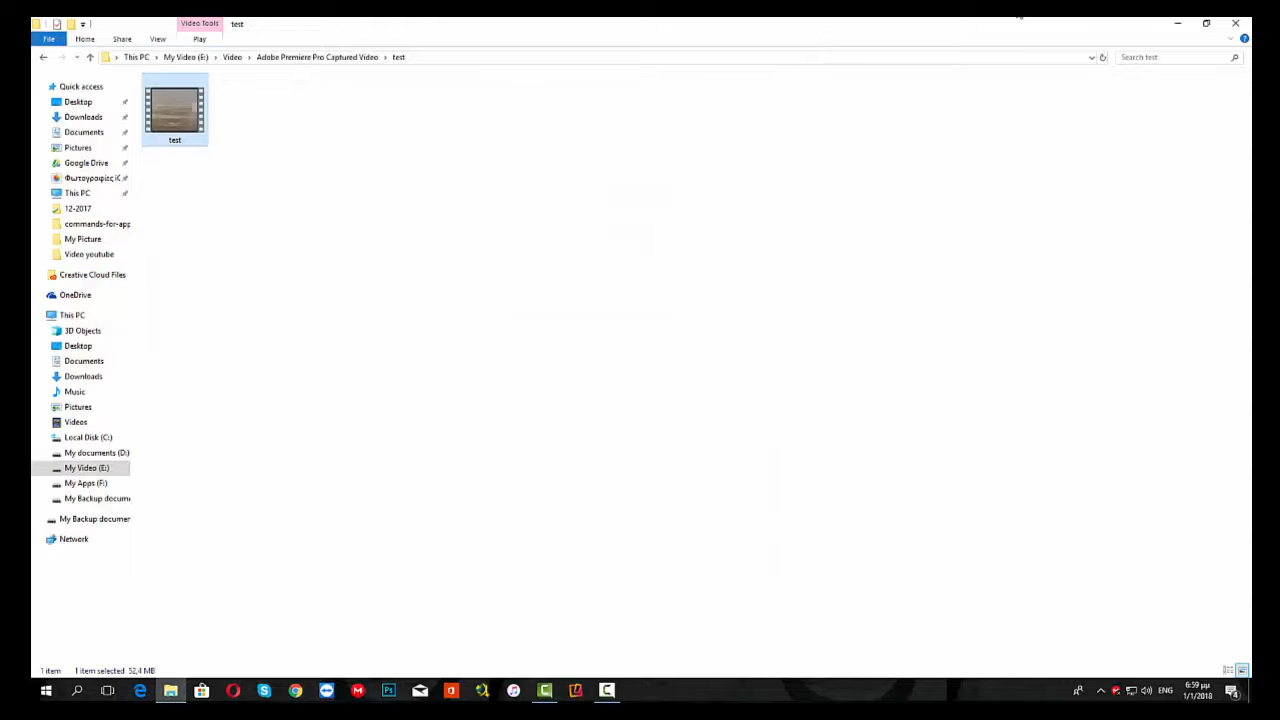 Video Tools test
File Home Share View Play
This PC My Video (E:) Video Adobe Premiere Pro Captured Video test Search test
test
Quick access
Desktop
Downloads
Documents
Pictures
Google Drive
Φωτογραφίες iC
This PC
12-2017
commands-for-app
My Picture
Video youtube
Creative Cloud Files
OneDrive
This PC
3D Objects
Desktop
Documents
Downloads
Music
Pictures
Videos
Local Disk (C:)
My documents (D:)
My Video (E:)
My Apps (F:)
My Backup docum
My Backup documer
Network
1 item 1 item selected 52,4 MB
ENG 6:59 μμ
1/1/2018